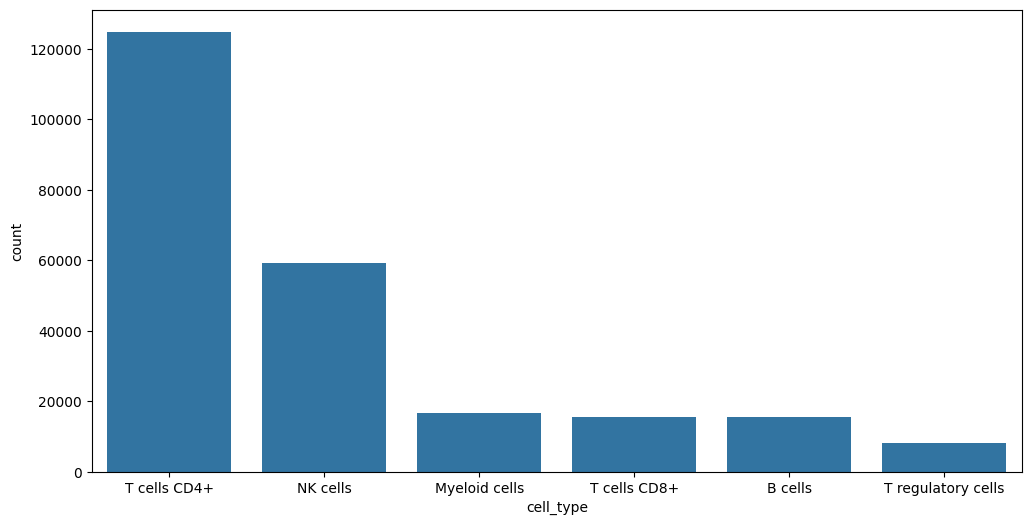 120000
100000
80000
60000
40000
20000
0
count
T cells CD4+ NK cells Myeloid cells T cells CD8+ B cells T regulatory cells
cell_type